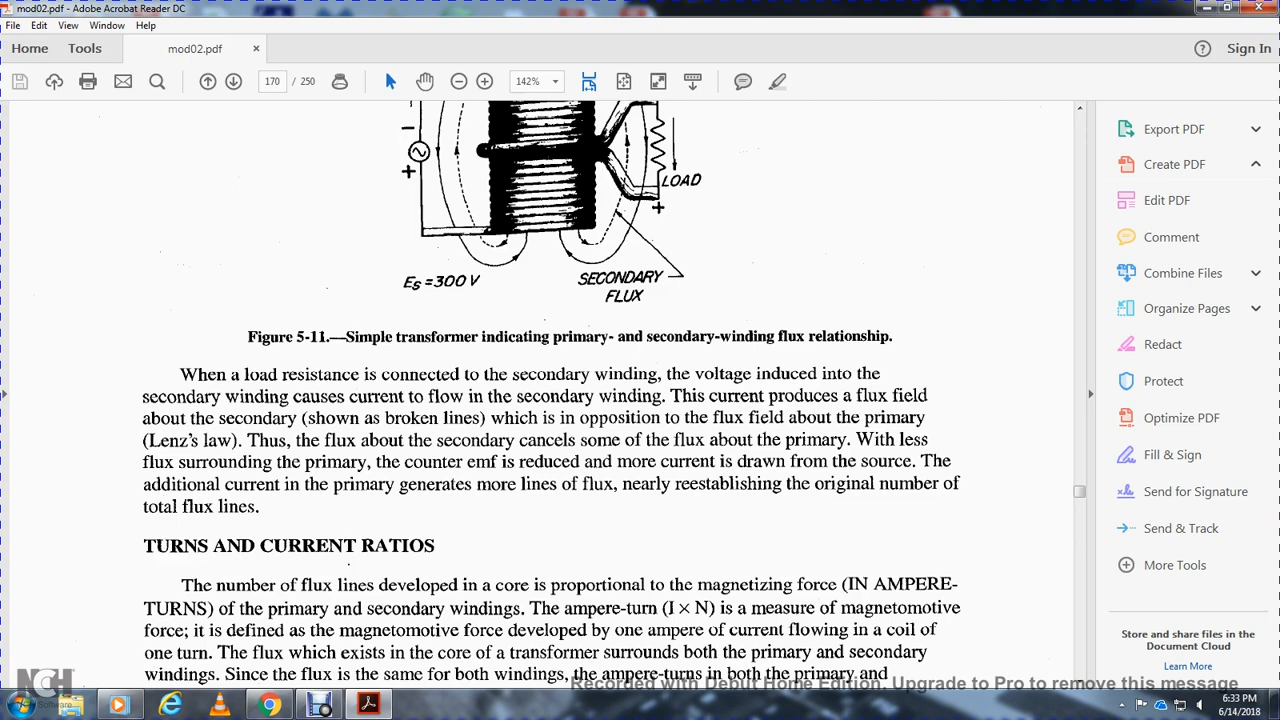 mod02.pdf - Adobe Acrobat Reader DC
File Edit View Window Help
Home Tools mod02.pdf × ? Sign In
170 / 250 142%
Export PDF
Create PDF
Edit PDF
Comment
Combine Files
Organize Pages
Redact
Protect
Optimize PDF
Fill & Sign
Send for Signature
Send & Track
More Tools
Store and share files in the
Document Cloud
Learn More
−
+
LOAD
+
Es = 300 V
SECONDARY
FLUX
Figure 5-11.—Simple transformer indicating primary- and secondary-winding flux relationship.
When a load resistance is connected to the secondary winding, the voltage induced into the
secondary winding causes current to flow in the secondary winding. This current produces a flux field
about the secondary (shown as broken lines) which is in opposition to the flux field about the primary
(Lenz's law). Thus, the flux about the secondary cancels some of the flux about the primary. With less
flux surrounding the primary, the counter emf is reduced and more current is drawn from the source. The
additional current in the primary generates more lines of flux, nearly reestablishing the original number of
total flux lines.
TURNS AND CURRENT RATIOS
The number of flux lines developed in a core is proportional to the magnetizing force (IN AMPERE-
TURNS) of the primary and secondary windings. The ampere-turn (I × N) is a measure of magnetomotive
force; it is defined as the magnetomotive force developed by one ampere of current flowing in a coil of
one turn. The flux which exists in the core of a transformer surrounds both the primary and secondary
windings. Since the flux is the same for both windings, the ampere-turns in both the primary and
NCH
Recorded with Debut Home Edition. Upgrade to Pro to remove this message
6:33 PM
6/14/2018